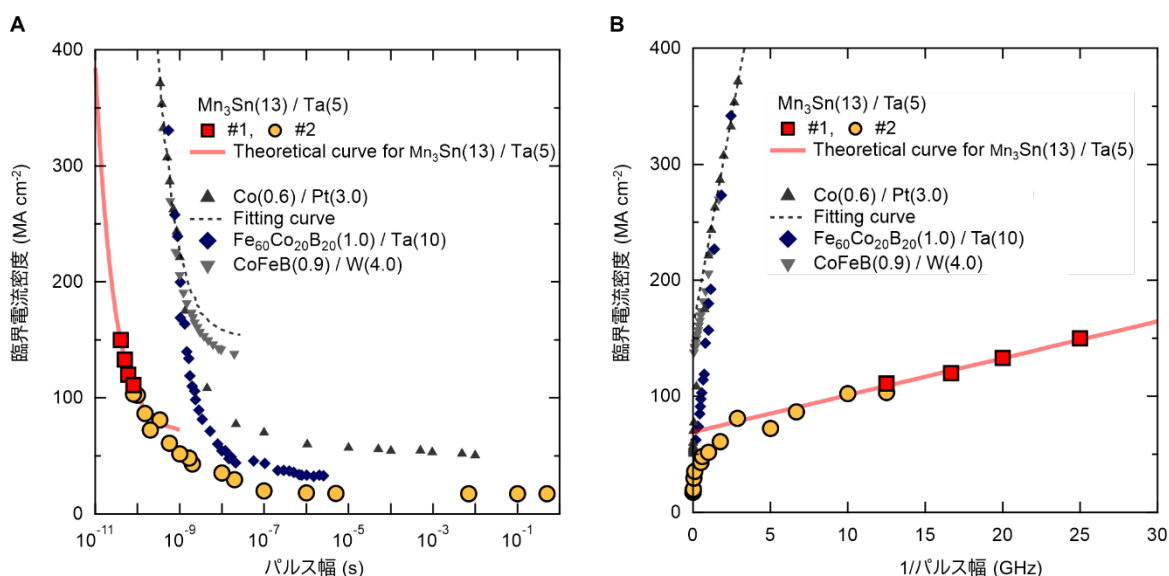 A
400
300
200
100
0
臨界電流密度 (MA cm⁻²)
Mn₃Sn(13) / Ta(5)
#1, #2
Theoretical curve for Mn₃Sn(13) / Ta(5)
Co(0.6) / Pt(3.0)
Fitting curve
Fe₆₀Co₂₀B₂₀(1.0) / Ta(10)
CoFeB(0.9) / W(4.0)
10⁻¹¹ 10⁻⁹ 10⁻⁷ 10⁻⁵ 10⁻³ 10⁻¹
パルス幅 (s)
B
400
300
200
100
0
臨界電流密度 (MA cm⁻²)
Mn₃Sn(13) / Ta(5)
#1, #2
Theoretical curve for Mn₃Sn(13) / Ta(5)
Co(0.6) / Pt(3.0)
Fitting curve
Fe₆₀Co₂₀B₂₀(1.0) / Ta(10)
CoFeB(0.9) / W(4.0)
0 5 10 15 20 25 30
1/パルス幅 (GHz)